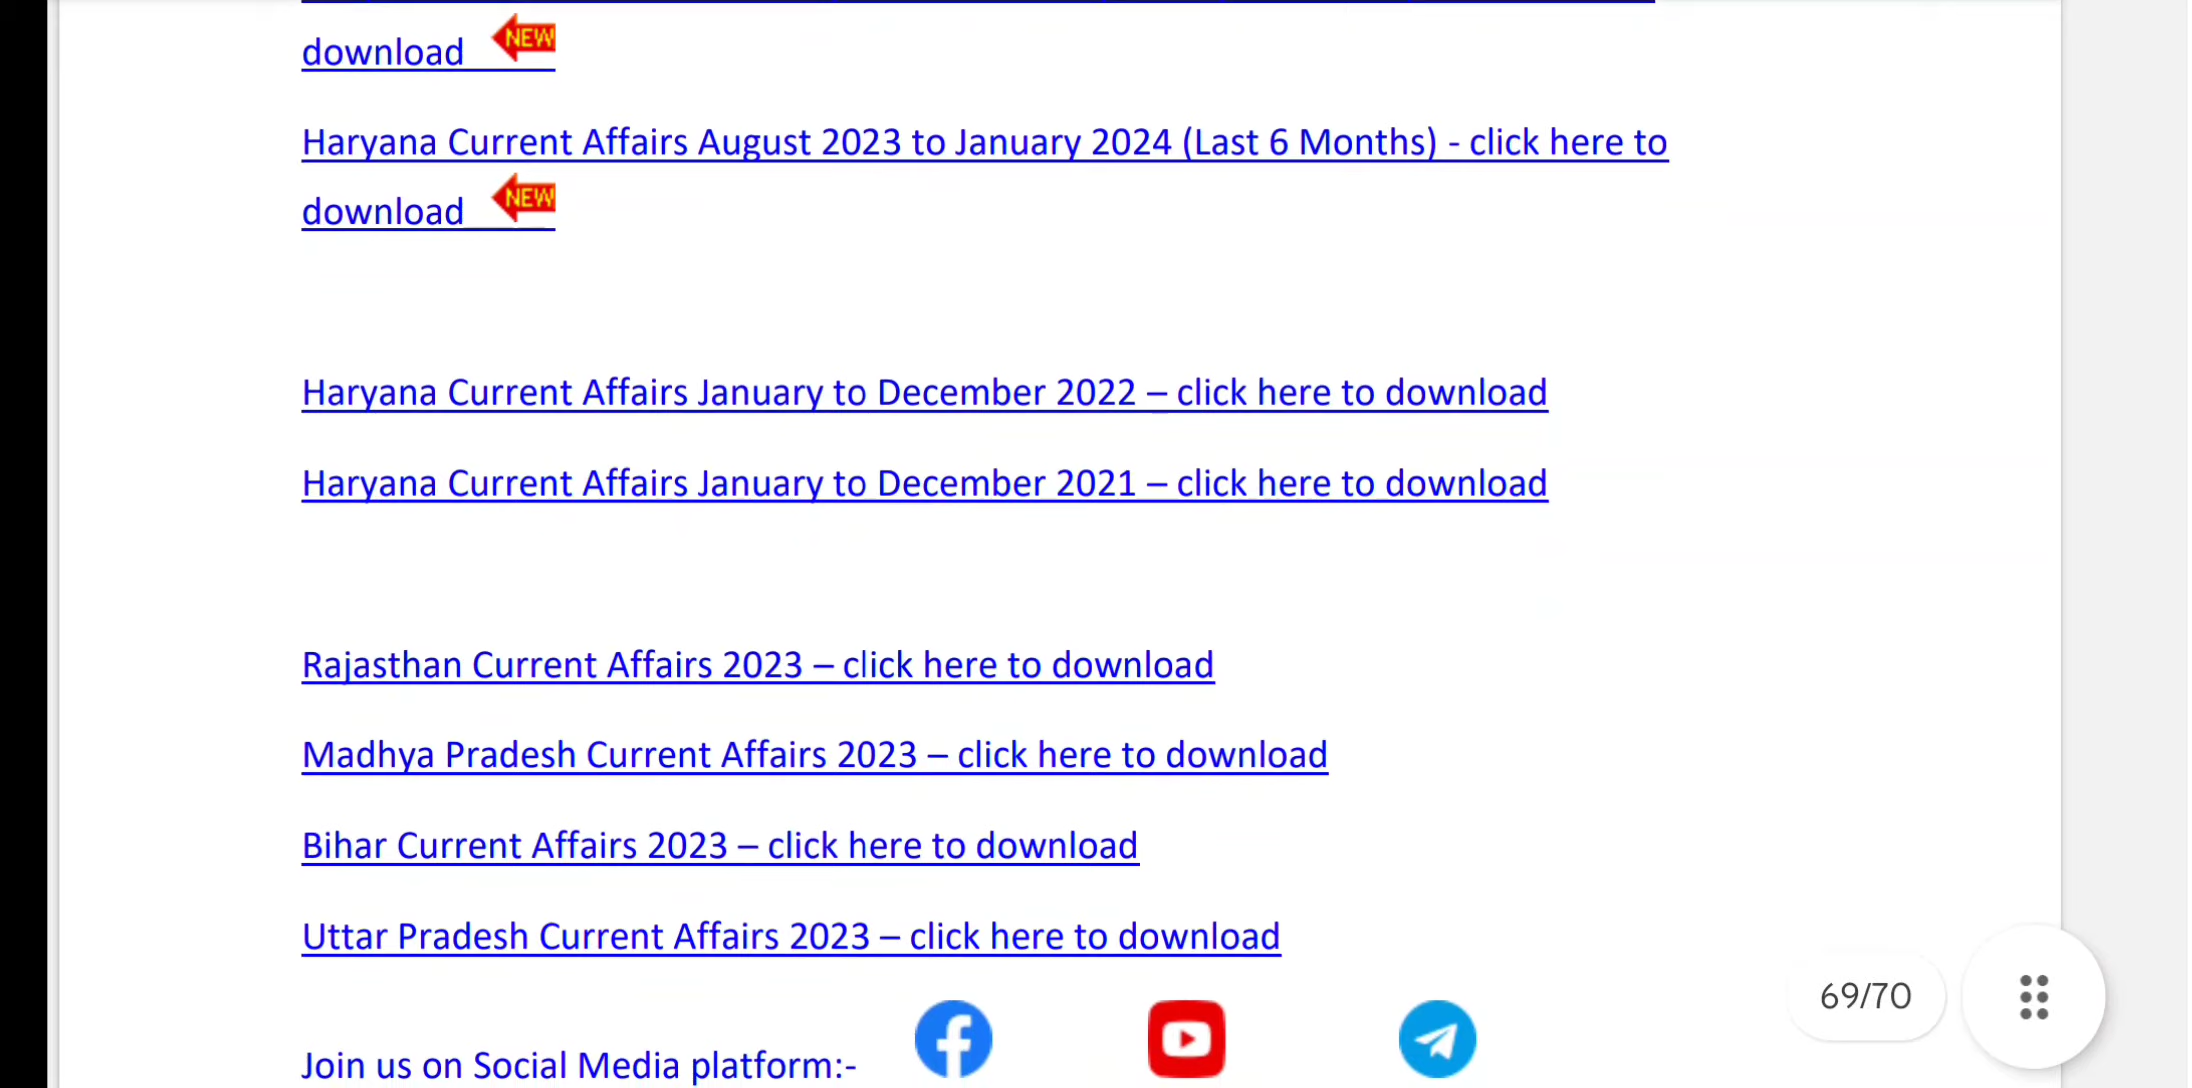 download NEW
Haryana Current Affairs August 2023 to January 2024 (Last 6 Months) - click here to
download NEW
Haryana Current Affairs January to December 2022 – click here to download
Haryana Current Affairs January to December 2021 – click here to download
Rajasthan Current Affairs 2023 – click here to download
Madhya Pradesh Current Affairs 2023 – click here to download
Bihar Current Affairs 2023 – click here to download
Uttar Pradesh Current Affairs 2023 – click here to download
69/70
Join us on Social Media platform:-